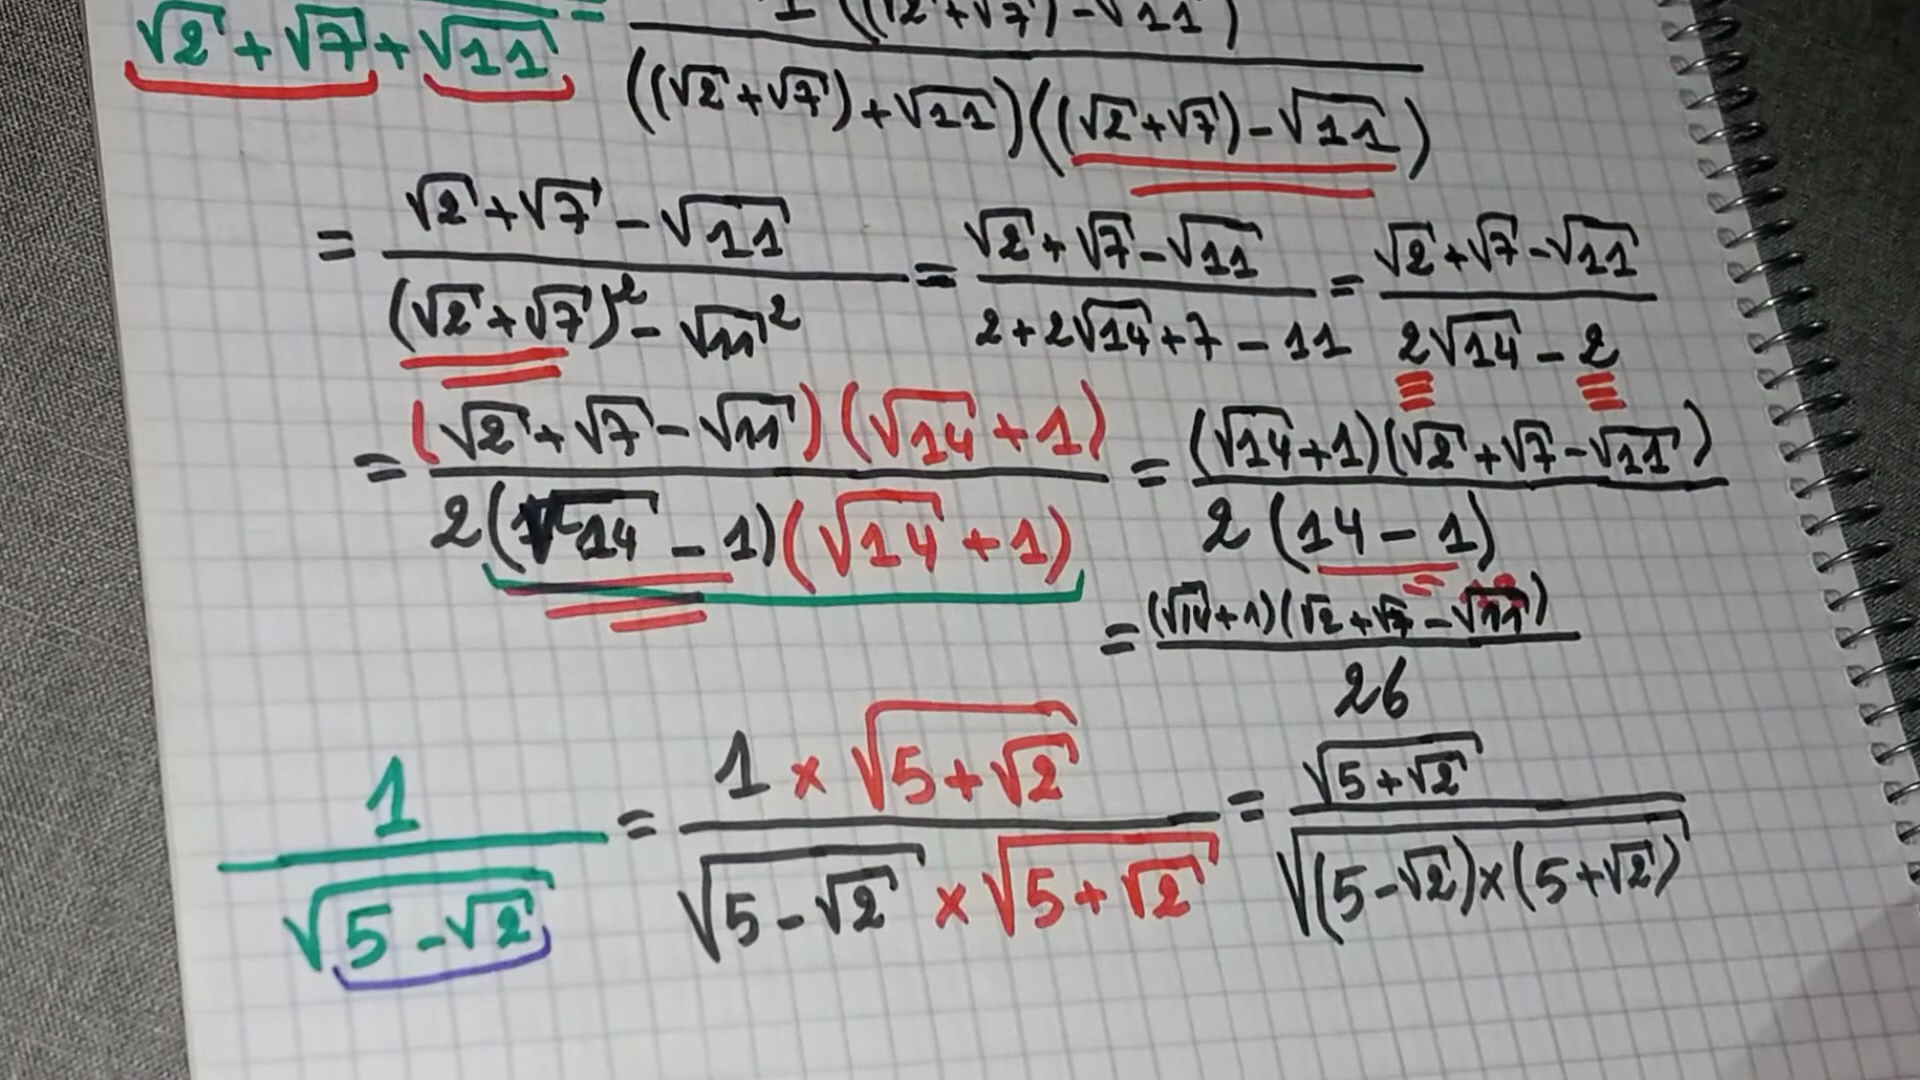 √2 + √7 + √11 = 1 ((√2 + √7) - √11) / ((√2 + √7) + √11)((√2 + √7) - √11)
= √2 + √7 - √11 / (√2 + √7)² - √11² = √2 + √7 - √11 / 2 + 2√14 + 7 - 11 = √2 + √7 - √11 / 2√14 - 2
= (√2 + √7 - √11)(√14 + 1) / 2(√14 - 1)(√14 + 1) = (√14 + 1)(√2 + √7 - √11) / 2(14 - 1)
= (√14 + 1)(√2 + √7 - √11) / 26
1 / √(5 - √2) = 1 × √(5 + √2) / √(5 - √2) × √(5 + √2) = √(5 + √2) / √((5 - √2) × (5 + √2))